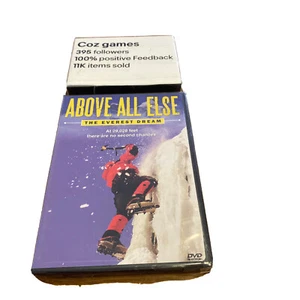 Coz games
395 followers
100% positive Feedback
11K items sold
ABOVE ALL ELSE
THE EVEREST DREAM
At 29,029 feet
there are no second chances
DVD